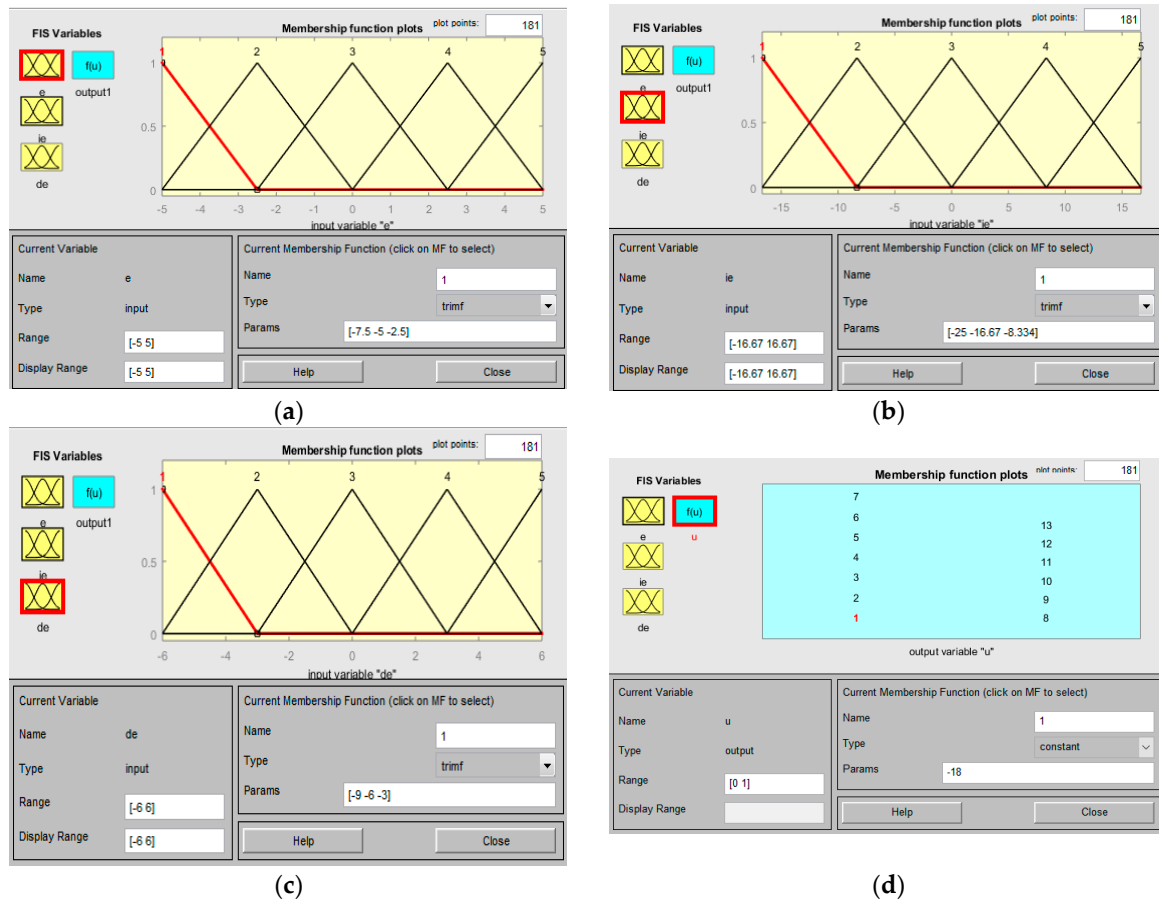 FIS Variables
Membership function plots
plot points:
181
f(u)
e
output1
ie
de
1 2 3 4 5
1
0.5
0
-5 -4 -3 -2 -1 0 1 2 3 4 5
input variable "e"
Current Variable
Name e
Type input
Range [-5 5]
Display Range [-5 5]
Current Membership Function (click on MF to select)
Name 1
Type trimf
Params [-7.5 -5 -2.5]
Help Close
(a)
FIS Variables
Membership function plots
plot points:
181
f(u)
e
output1
ie
de
1 2 3 4 5
1
0.5
0
-15 -10 -5 0 5 10 15
input variable "ie"
Current Variable
Name ie
Type input
Range [-16.67 16.67]
Display Range [-16.67 16.67]
Current Membership Function (click on MF to select)
Name 1
Type trimf
Params [-25 -16.67 -8.334]
Help Close
(b)
FIS Variables
Membership function plots
plot points:
181
f(u)
e
output1
ie
de
1 2 3 4 5
1
0.5
0
-6 -4 -2 0 2 4 6
input variable "de"
Current Variable
Name de
Type input
Range [-6 6]
Display Range [-6 6]
Current Membership Function (click on MF to select)
Name 1
Type trimf
Params [-9 -6 -3]
Help Close
(c)
FIS Variables
Membership function plots
plot points:
181
f(u)
e
u
ie
de
7
6
5
4
3
2
1
13
12
11
10
9
8
output variable "u"
Current Variable
Name u
Type output
Range [0 1]
Display Range
Current Membership Function (click on MF to select)
Name 1
Type constant
Params -18
Help Close
(d)